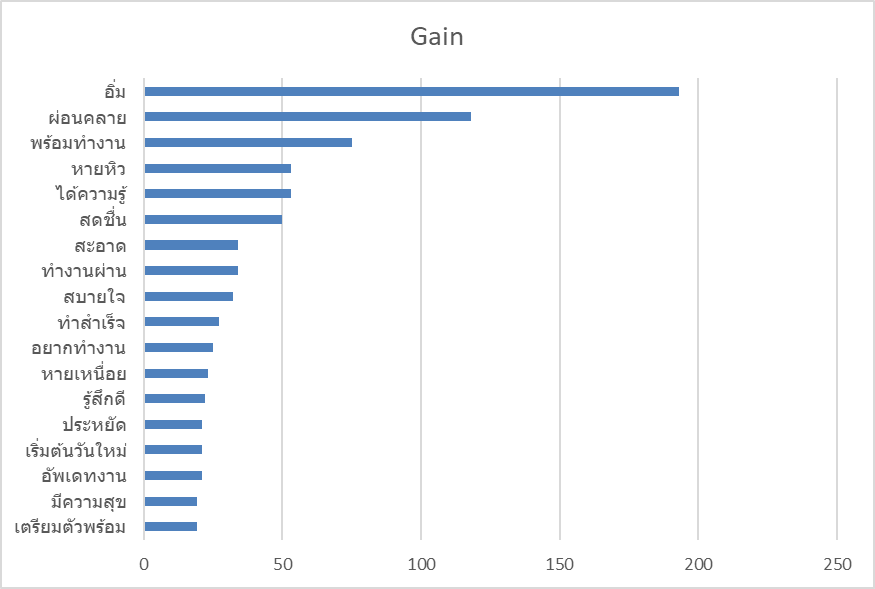 Gain
อิ่ม
ผ่อนคลาย
พร้อมทำงาน
หายหิว
ได้ความรู้
สดชื่น
สะอาด
ทำงานผ่าน
สบายใจ
ทำสำเร็จ
อยากทำงาน
หายเหนื่อย
รู้สึกดี
ประหยัด
เริ่มต้นวันใหม่
อัพเดทงาน
มีความสุข
เตรียมตัวพร้อม
0 50 100 150 200 250